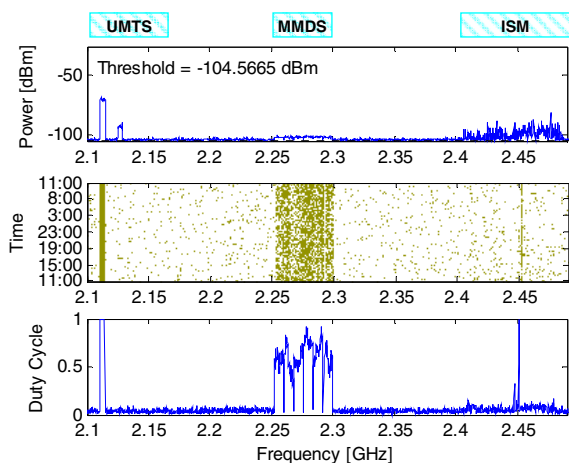 UMTS MMDS ISM
Threshold = -104.5665 dBm
Power [dBm]
-50
-100
2.1 2.15 2.2 2.25 2.3 2.35 2.4 2.45
Time
11:00
8:00
3:00
23:00
19:00
15:00
11:00
2.1 2.15 2.2 2.25 2.3 2.35 2.4 2.45
Duty Cycle
1
0.5
0
2.1 2.15 2.2 2.25 2.3 2.35 2.4 2.45
Frequency [GHz]